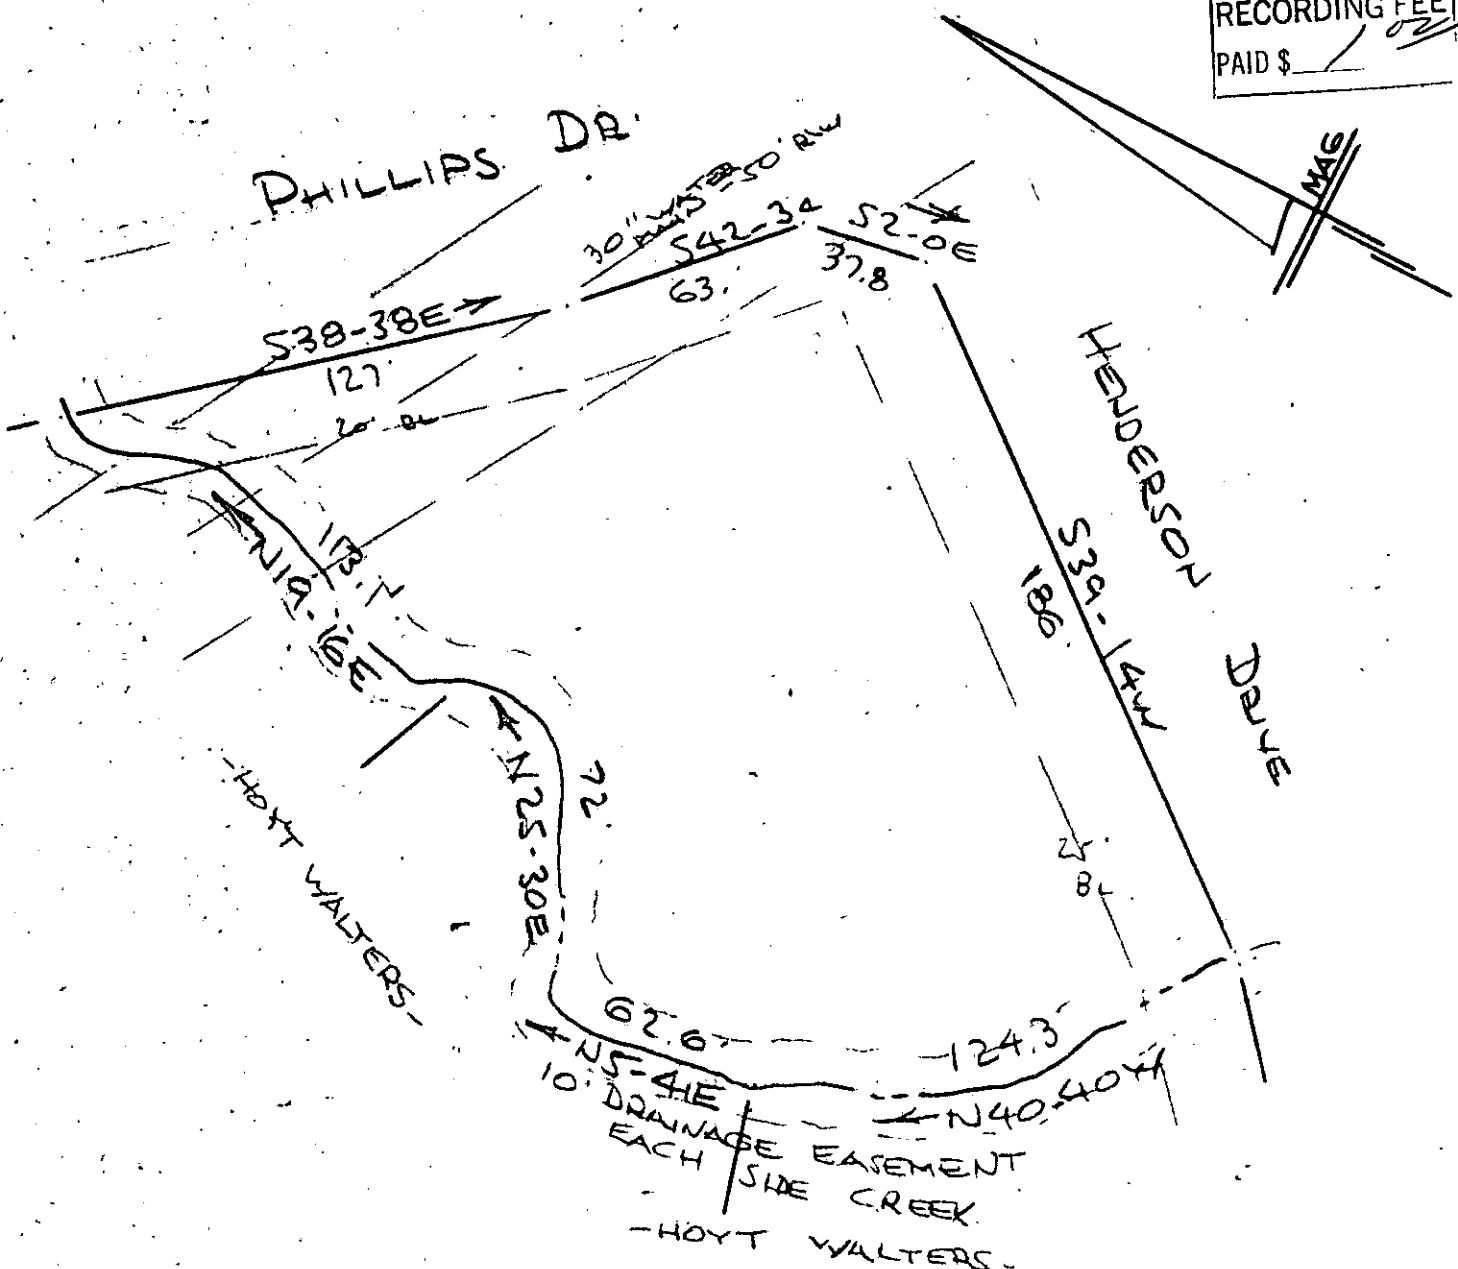 RECORDING FEE
PAID $ 1
MAG
PHILLIPS DR.
30" WATER 50' R/W
S42-34
63.
S2-0E
37.8
S38-38E
127
20' BL
HENDERSON DRIVE
S39-14W
186.
N19-16E
N25-30E
72
25'
BL
-HOYT WALTERS-
62.6
N5-41E
124.3
N40-40W
10' DRAINAGE EASEMENT
EACH SIDE CREEK
-HOYT WALTERS-